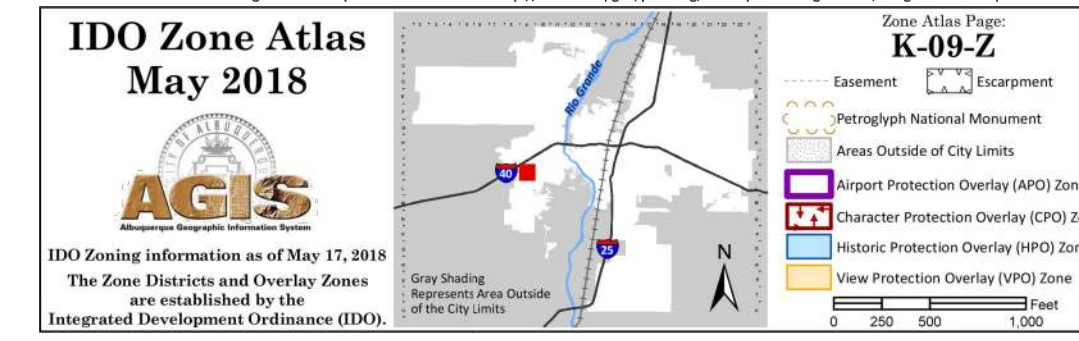 IDO Zone Atlas
May 2018
CITY OF ALBUQUERQUE
AGIS
Albuquerque Geographic Information System
IDO Zoning information as of May 17, 2018
The Zone Districts and Overlay Zones
are established by the
Integrated Development Ordinance (IDO).
Rio Grande
40
25
N
Gray Shading
Represents Area Outside
of the City Limits
Zone Atlas Page:
K-09-Z
Easement
Escarpment
Petroglyph National Monument
Areas Outside of City Limits
Airport Protection Overlay (APO) Zon
Character Protection Overlay (CPO) Zo
Historic Protection Overlay (HPO) Zon
View Protection Overlay (VPO) Zone
Feet
0 250 500 1,000